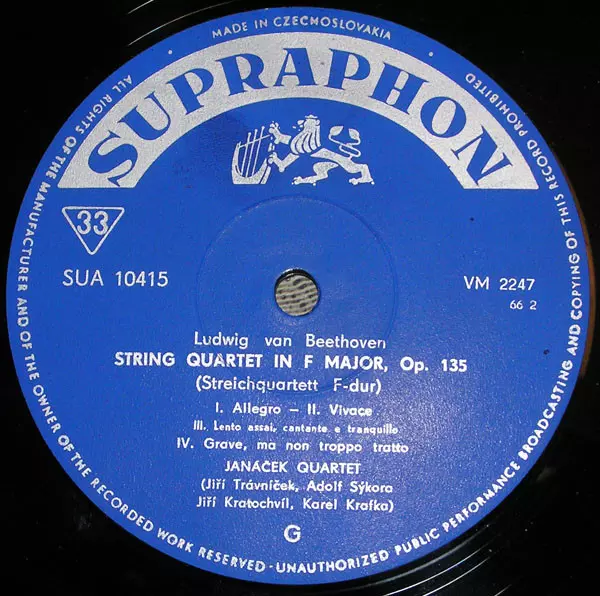 MADE IN CZECHOSLOVAKIA
SUPRAPHON
33
SUA 10415
VM 2247
66 2
Ludwig van Beethoven
STRING QUARTET IN F MAJOR, Op. 135
(Streichquartett F-dur)
I. Allegro – II. Vivace
III. Lento assai, cantante e tranquillo
IV. Grave, ma non troppo tratto
JANÁČEK QUARTET
(Jiří Trávníček, Adolf Sýkora
Jiří Kratochvíl, Karel Krafka)
G
ALL RIGHTS OF THE MANUFACTURER AND OF THE OWNER OF THE RECORDED WORK RESERVED - UNAUTHORIZED PUBLIC PERFORMANCE BROADCASTING AND COPYING OF THIS RECORD PROHIBITED